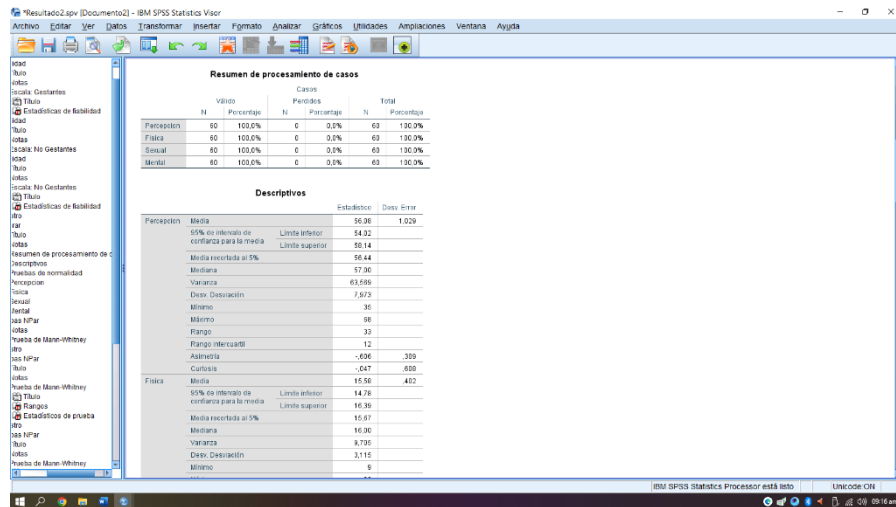 *Resultado2.spv [Documento2] - IBM SPSS Statistics Visor
Archivo Editar Ver Datos Transformar Insertar Formato Analizar Gráficos Utilidades Ampliaciones Ventana Ayuda
idad
Título
Notas
Escala: Gestantes
Título
Estadísticas de fiabilidad
idad
Título
Notas
Escala: No Gestantes
idad
Título
Notas
Escala: No Gestantes
Título
Estadísticas de fiabilidad
Título
Notas
Resumen de procesamiento de c
Descriptivos
Pruebas de normalidad
Percepcion
Fisica
Sexual
Mental
bas NPar
Notas
Prueba de Mann-Whitney
bas NPar
Título
Notas
Prueba de Mann-Whitney
Título
Rangos
Estadísticos de prueba
bas NPar
Título
Notas
Prueba de Mann-Whitney
Resumen de procesamiento de casos
Casos
Válido Perdidos Total
N Porcentaje N Porcentaje N Porcentaje
Percepcion 60 100,0% 0 0,0% 60 100,0%
Fisica 60 100,0% 0 0,0% 60 100,0%
Sexual 60 100,0% 0 0,0% 60 100,0%
Mental 60 100,0% 0 0,0% 60 100,0%
Descriptivos
Estadístico Desv. Error
Percepcion Media 56,08 1,029
95% de intervalo de confianza para la media Límite inferior 54,02
Límite superior 58,14
Media recortada al 5% 56,44
Mediana 57,00
Varianza 63,569
Desv. Desviación 7,973
Mínimo 35
Máximo 68
Rango 33
Rango intercuartil 12
Asimetría -,606 ,309
Curtosis -,047 ,608
Fisica Media 15,58 ,402
95% de intervalo de confianza para la media Límite inferior 14,78
Límite superior 16,39
Media recortada al 5% 15,67
Mediana 16,00
Varianza 9,705
Desv. Desviación 3,115
Mínimo 9
IBM SPSS Statistics Processor está listo
Unicode:ON
09:16 am